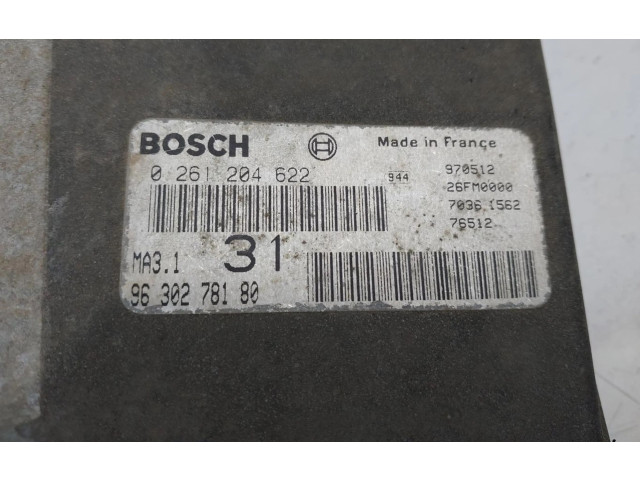 BOSCH Made in France
0 261 204 622 944 970512
26FM0000
7036 1562
76512
MA3.1 31
96 302 781 80